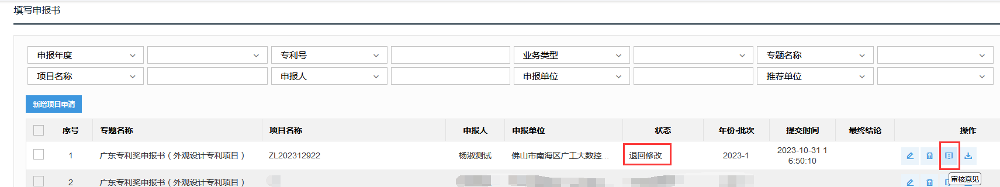 填写申报书
申报年度 专利号 业务类型 专题名称
项目名称 申报人 申报单位 推荐单位
新增项目申请
序号 专题名称 项目名称 申报人 申报单位 状态 年份-批次 提交时间 最终结论 操作
1 广东专利奖申报书（外观设计专利项目） ZL202312922 杨淑测试 佛山市南海区广工大数控... 退回修改 2023-1 2023-10-31 1
6:50:10
审核意见
2 广东专利奖申报书（外观设计专利项目）